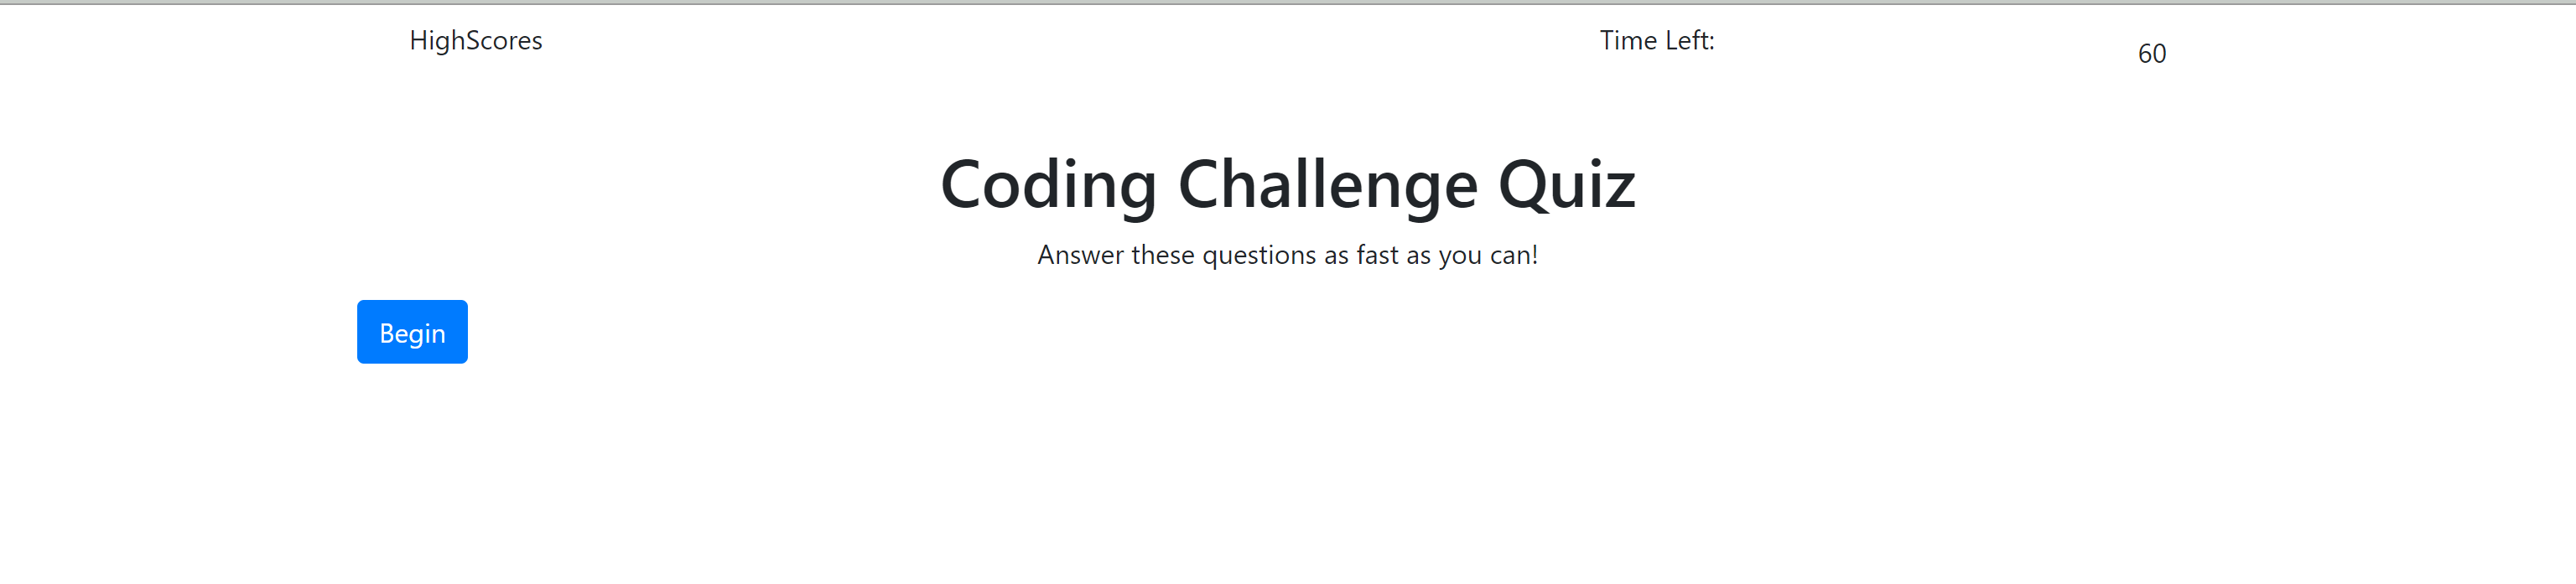 HighScores
Time Left:
60
Coding Challenge Quiz
Answer these questions as fast as you can!
Begin